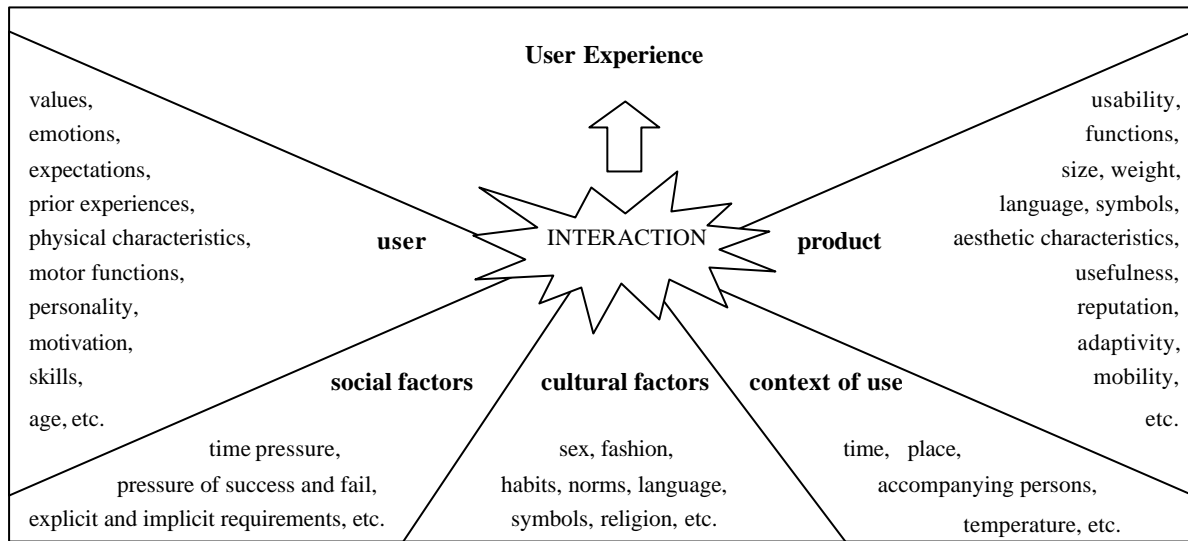 User Experience
values,
emotions,
expectations,
prior experiences,
physical characteristics,
motor functions,
personality,
motivation,
skills,
age, etc.
user
INTERACTION
product
usability,
functions,
size, weight,
language, symbols,
aesthetic characteristics,
usefulness,
reputation,
adaptivity,
mobility,
etc.
social factors
time pressure,
pressure of success and fail,
explicit and implicit requirements, etc.
cultural factors
sex, fashion,
habits, norms, language,
symbols, religion, etc.
context of use
time, place,
accompanying persons,
temperature, etc.